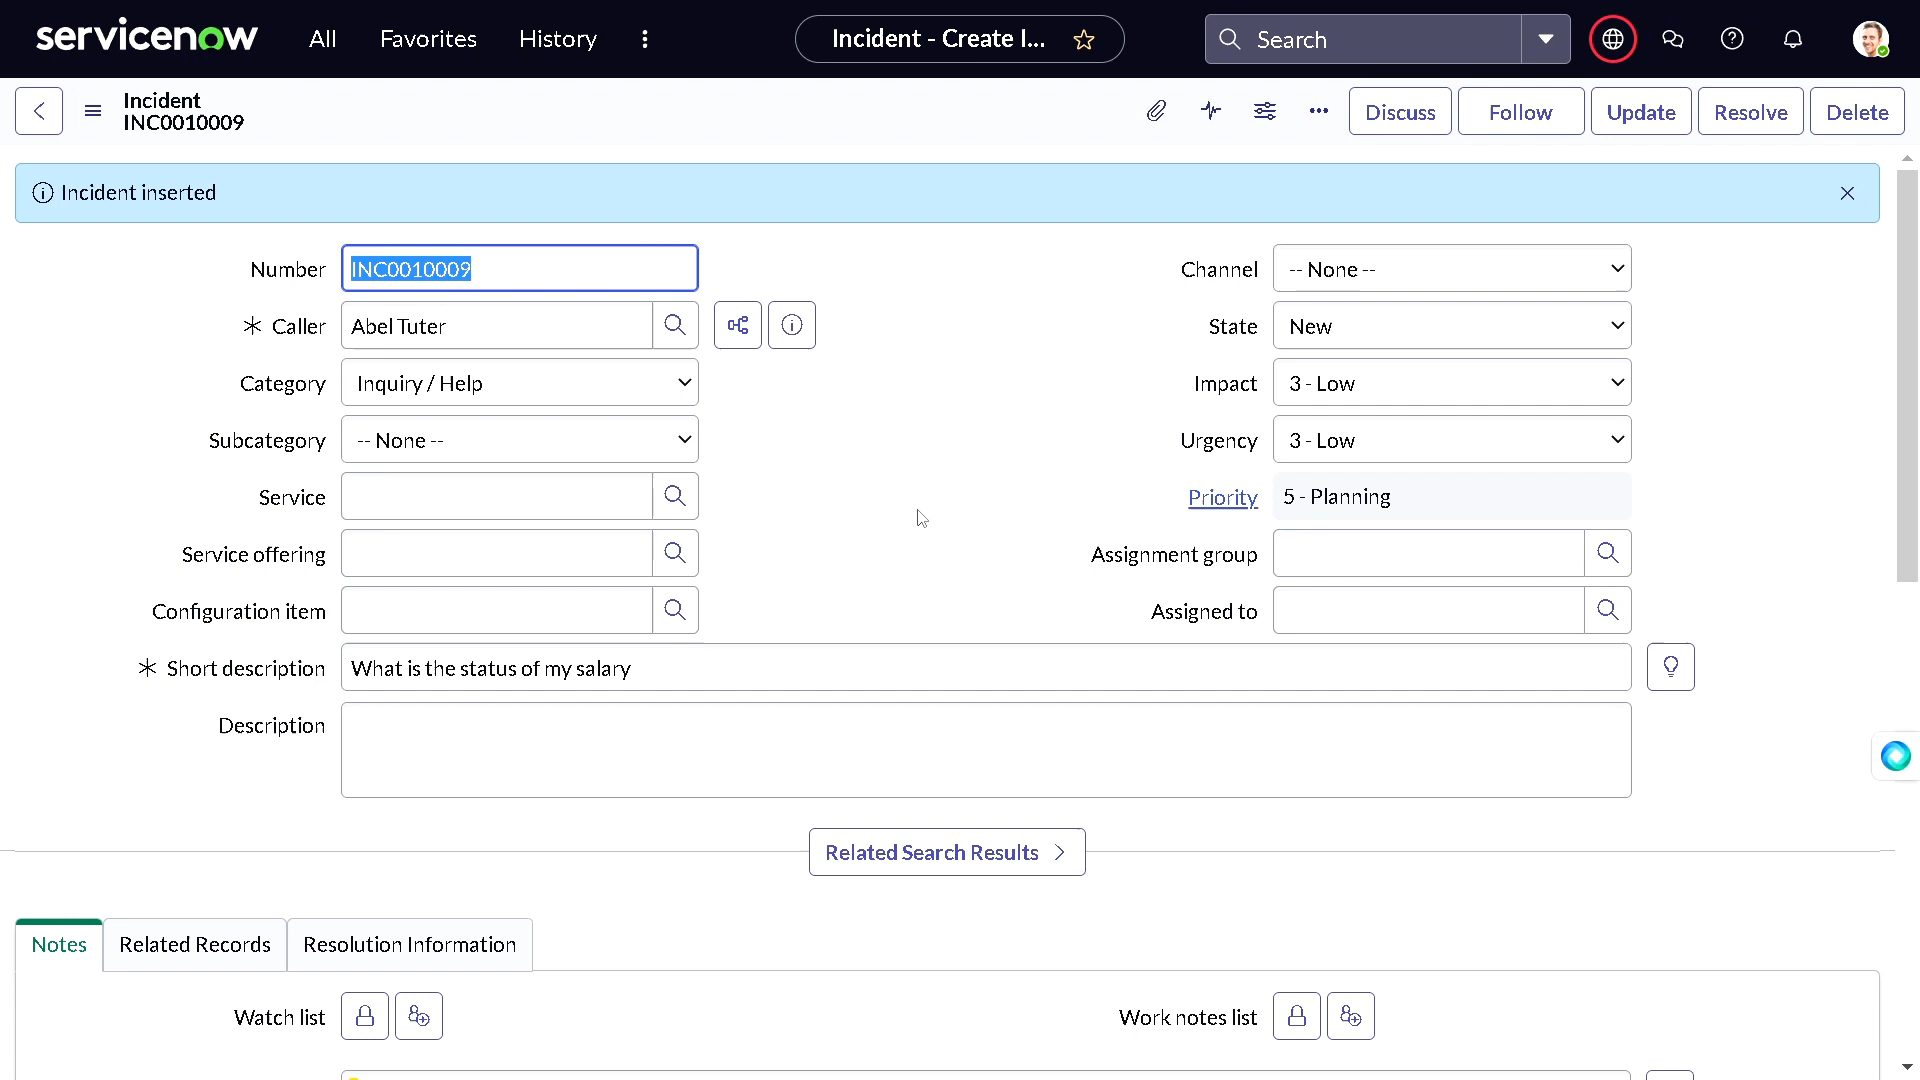 servicenow
All
Favorites
History
Incident - Create I...
Search
Incident
INC0010009
Discuss
Follow
Update
Resolve
Delete
Incident inserted
Number
INC0010009
Channel
-- None --
Caller
Abel Tuter
State
New
Category
Inquiry / Help
Impact
3 - Low
Subcategory
-- None --
Urgency
3 - Low
Service
Priority
5 - Planning
Service offering
Assignment group
Configuration item
Assigned to
Short description
What is the status of my salary
Description
Related Search Results
Notes
Related Records
Resolution Information
Watch list
Work notes list